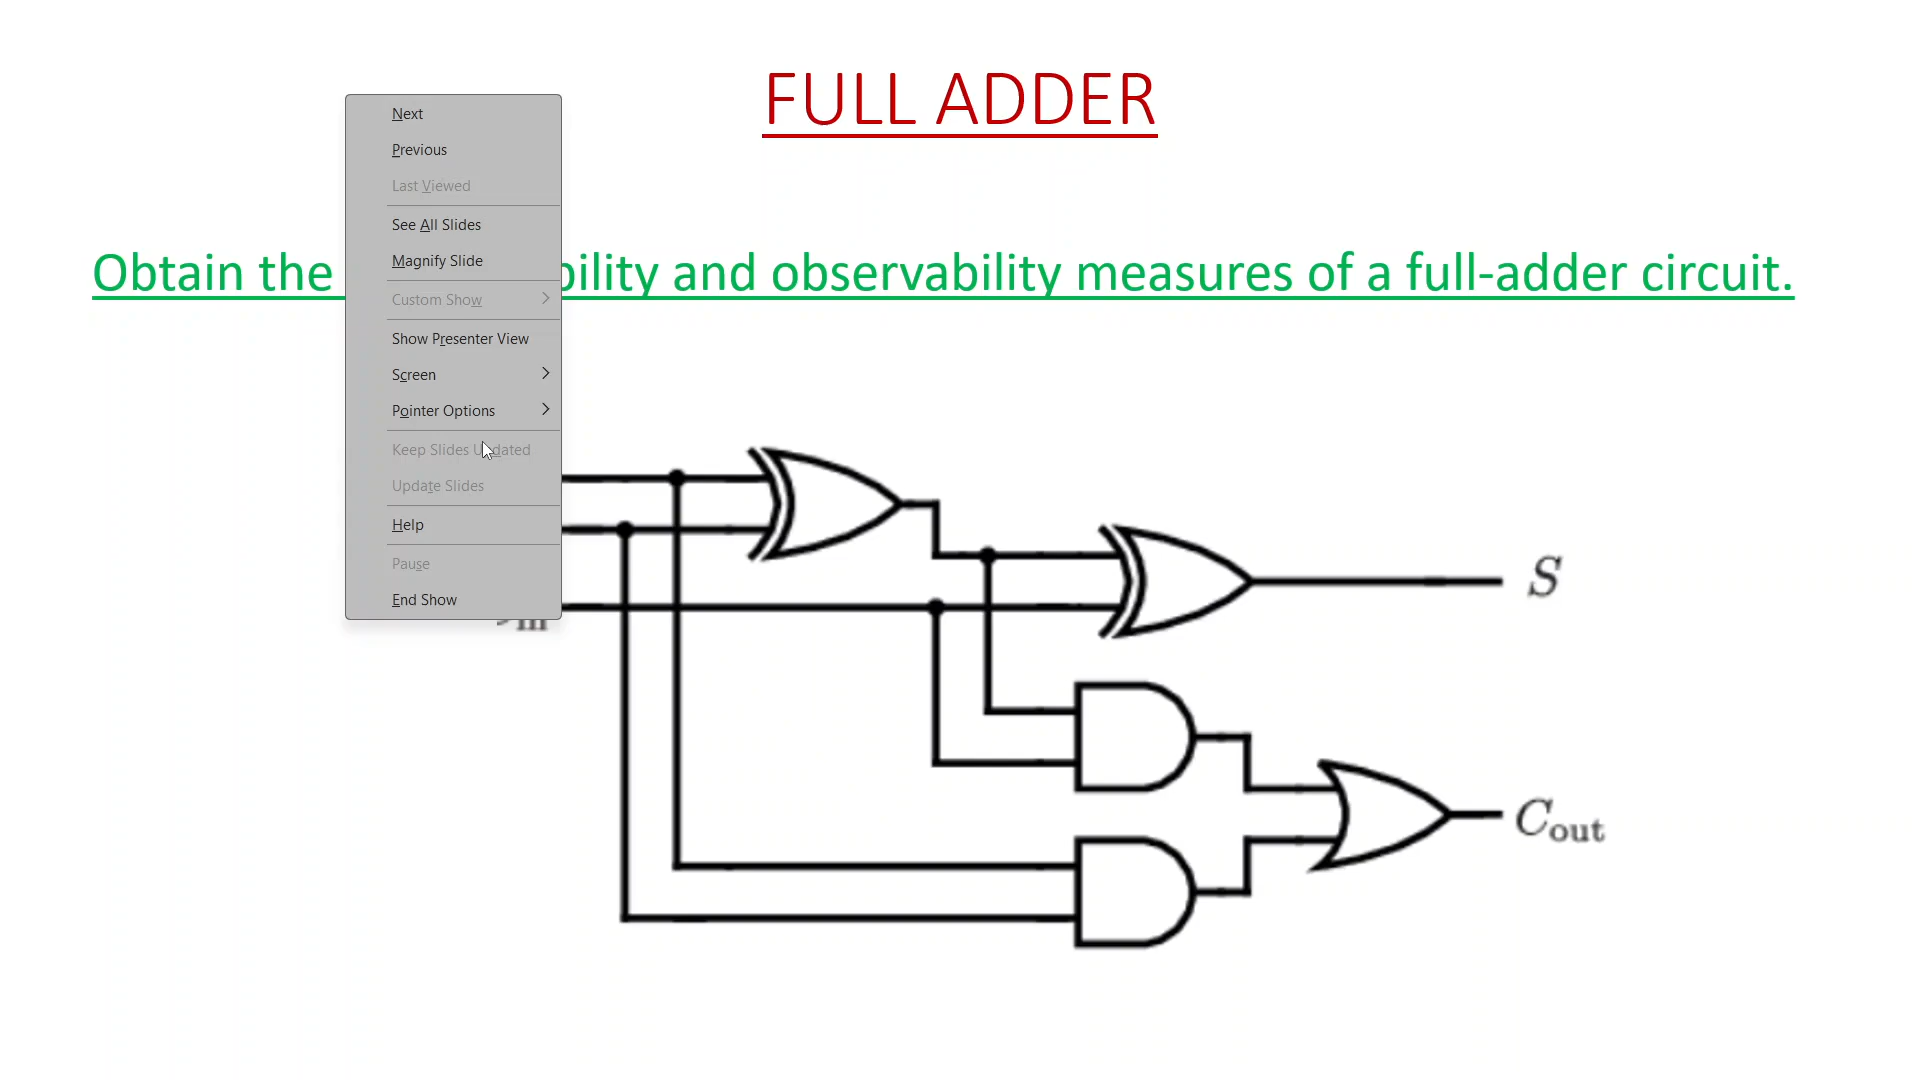 FULL ADDER
Next
Previous
Last Viewed
See All Slides
Obtain the bility and observability measures of a full-adder circuit.
Magnify Slide
Custom Show
Show Presenter View
Screen
Pointer Options
Keep Slides Updated
Update Slides
Help
Pause
End Show
in
S
Cout